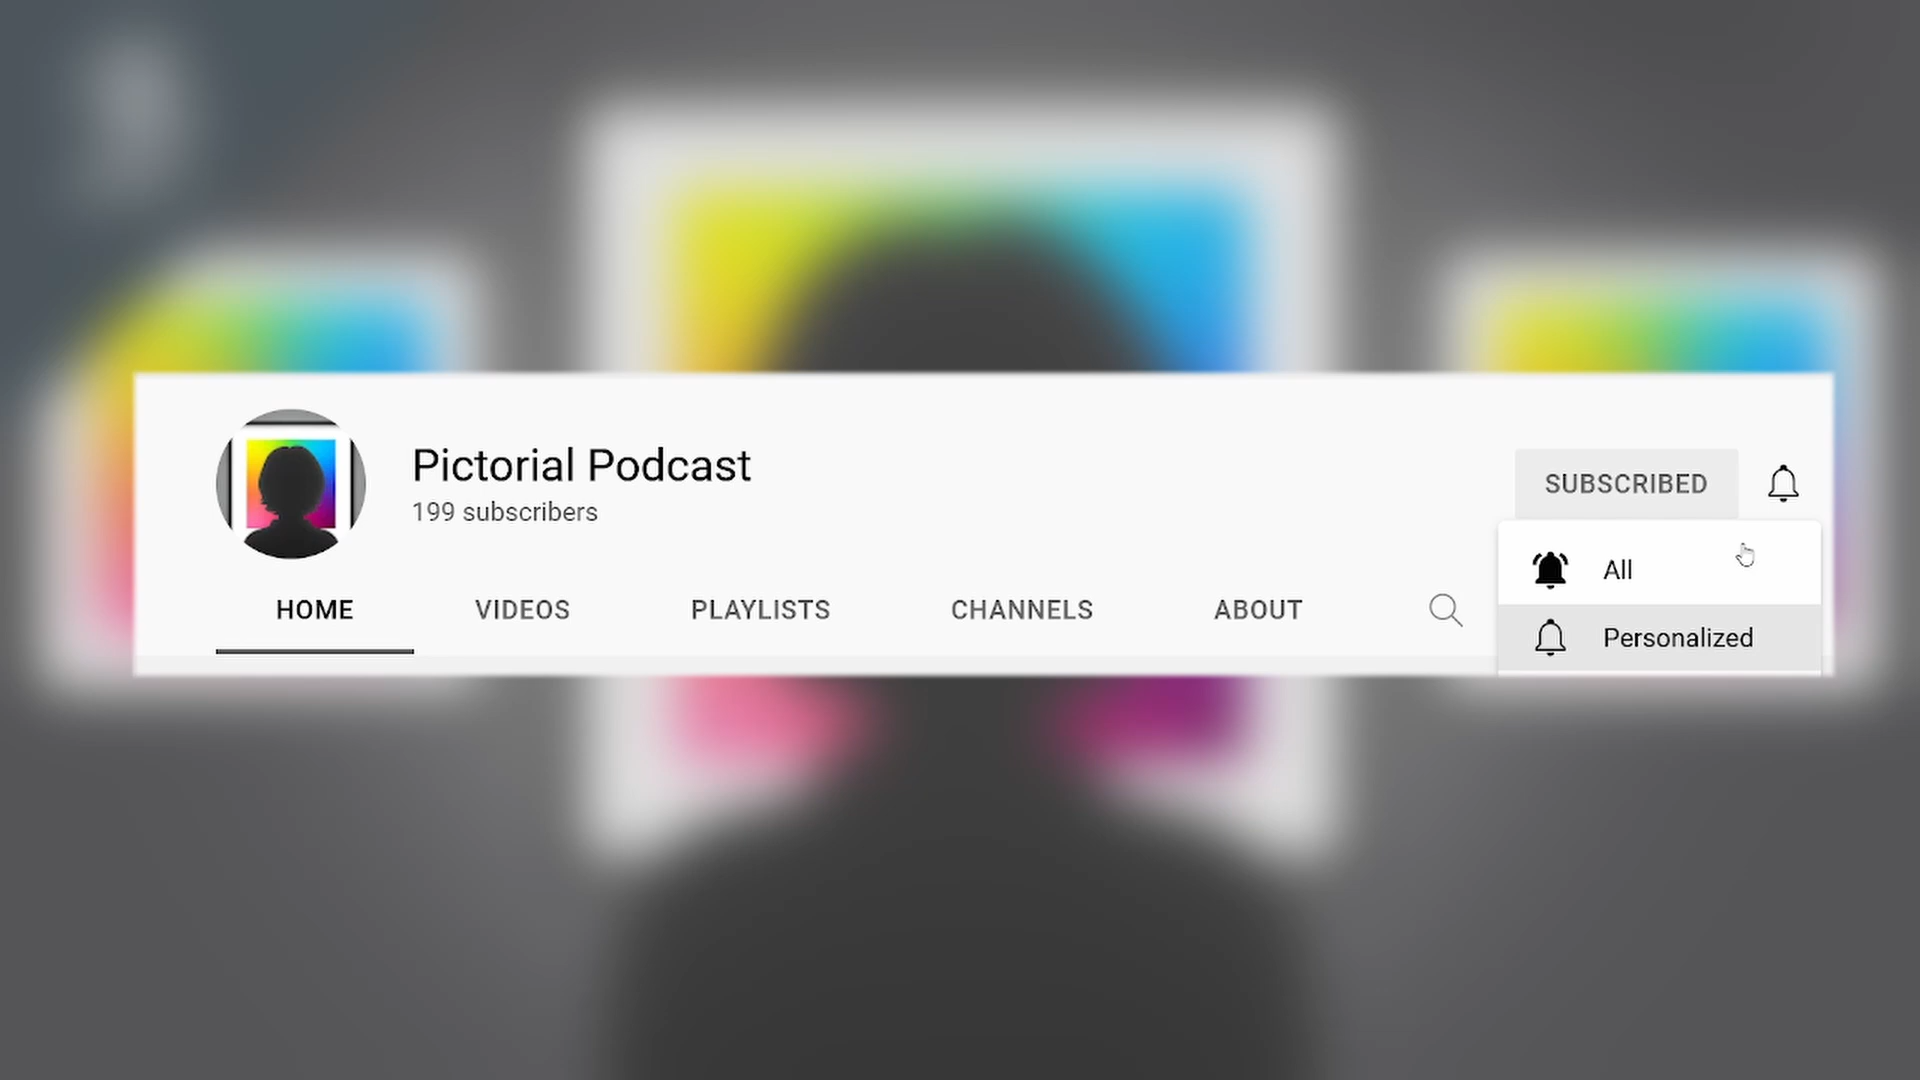 Pictorial Podcast
199 subscribers
SUBSCRIBED
All
Personalized
HOME VIDEOS PLAYLISTS CHANNELS ABOUT